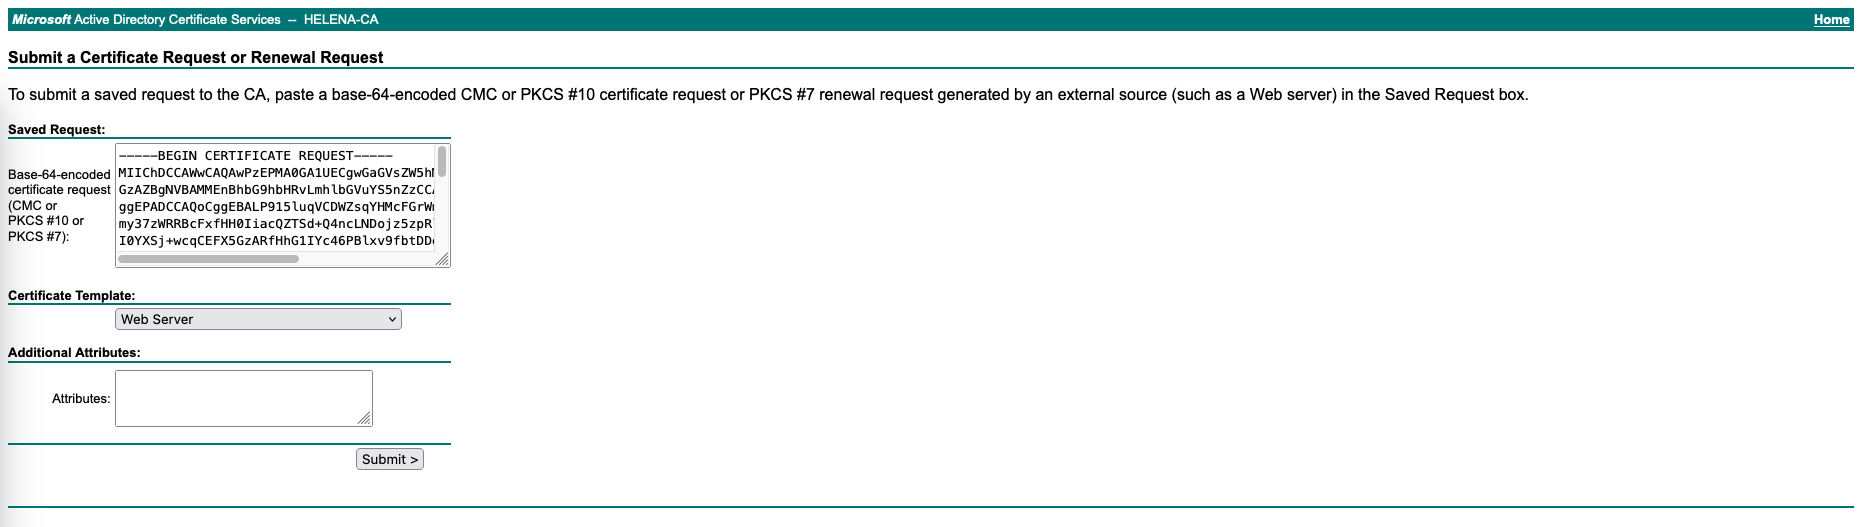 Microsoft Active Directory Certificate Services -- HELENA-CA Home
Submit a Certificate Request or Renewal Request
To submit a saved request to the CA, paste a base-64-encoded CMC or PKCS #10 certificate request or PKCS #7 renewal request generated by an external source (such as a Web server) in the Saved Request box.
Saved Request:
Base-64-encoded
certificate request
(CMC or
PKCS #10 or
PKCS #7):
-----BEGIN CERTIFICATE REQUEST-----
MIIChDCCAWwCAQAwPzEPMA0GA1UECgwGaGVsZW5h
GzAZBgNVBAMMEnBhbG9hbHRvLmhlbGVuYS5nZzCC
ggEPADCCAQoCggEBALP915luqVCDWZsqYHMcFGrW
my37zWRRBcFxfHH0IiacQZTSd+Q4ncLNDojz5zpR
I0YXSj+wcqCEFX5GzARfHhG1IYc46PBlxv9fbtDD
Certificate Template:
Web Server
Additional Attributes:
Attributes:
Submit >